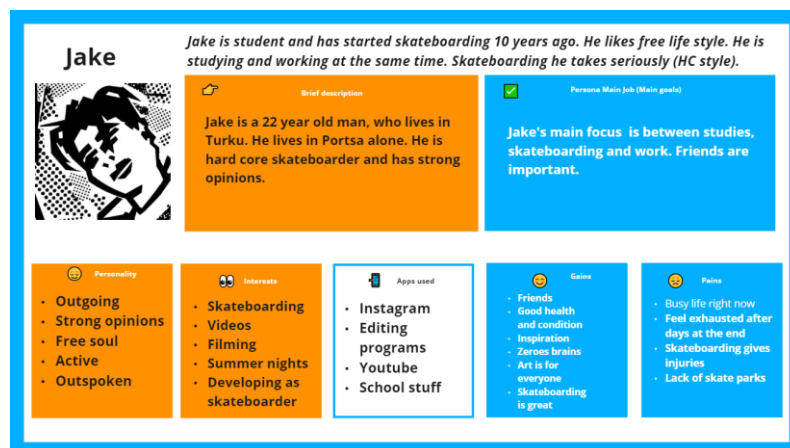 Jake
Jake is student and has started skateboarding 10 years ago. He likes free life style. He is
studying and working at the same time. Skateboarding he takes seriously (HC style).
Brief description
Jake is a 22 year old man, who lives in
Turku. He lives in Portsa alone. He is
hard core skateboarder and has strong
opinions.
Persona Main Job (Main goals)
Jake's main focus is between studies,
skateboarding and work. Friends are
important.
Personality
• Outgoing
• Strong opinions
• Free soul
• Active
• Outspoken
Interests
• Skateboarding
• Videos
• Filming
• Summer nights
• Developing as
skateboarder
Apps used
• Instagram
• Editing
programs
• Youtube
• School stuff
Gains
• Friends
• Good health
and condition
• Inspiration
• Zeroes brains
• Art is for
everyone
• Skateboarding
is great
Pains
• Busy life right now
• Feel exhausted after
days at the end
• Skateboarding gives
injuries
• Lack of skate parks